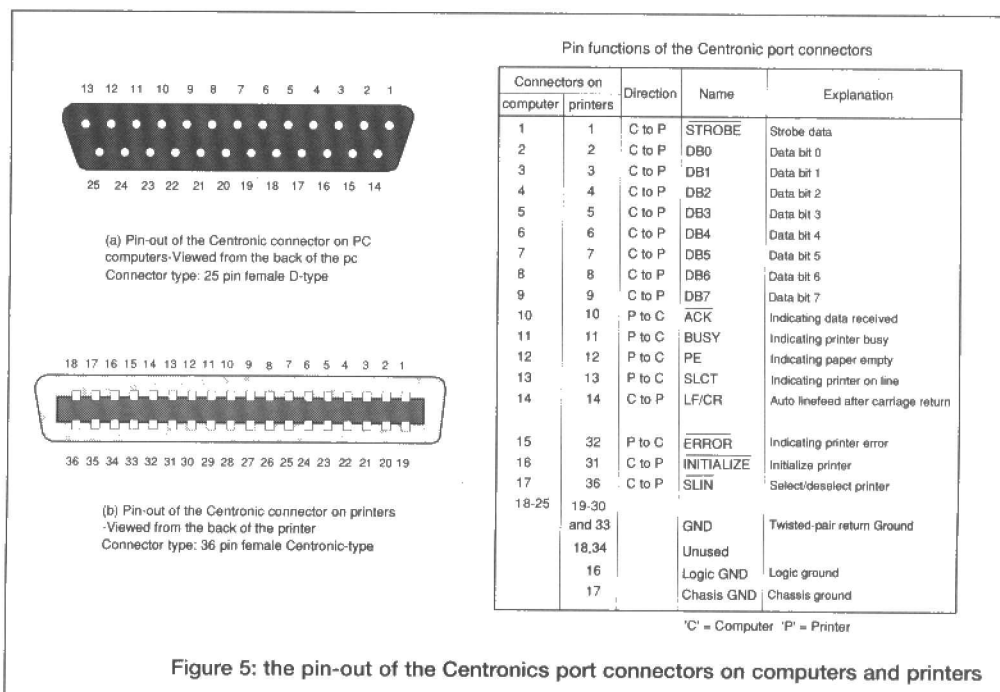 13 12 11 10 9 8 7 6 5 4 3 2 1
25 24 23 22 21 20 19 18 17 16 15 14
(a) Pin-out of the Centronic connector on PC
computers-Viewed from the back of the pc
Connector type: 25 pin female D-type
18 17 16 15 14 13 12 11 10 9 8 7 6 5 4 3 2 1
36 35 34 33 32 31 30 29 28 27 26 25 24 23 22 21 20 19
(b) Pin-out of the Centronic connector on printers
-Viewed from the back of the printer
Connector type: 36 pin female Centronic-type
Pin functions of the Centronic port connectors
Connectors on
computer printers Direction Name Explanation
1 1 C to P STROBE Strobe data
2 2 C to P DB0 Data bit 0
3 3 C to P DB1 Data bit 1
4 4 C to P DB2 Data bit 2
5 5 C to P DB3 Data bit 3
6 6 C to P DB4 Data bit 4
7 7 C to P DB5 Data bit 5
8 8 C to P DB6 Data bit 6
9 9 C to P DB7 Data bit 7
10 10 P to C ACK Indicating data received
11 11 P to C BUSY Indicating printer busy
12 12 P to C PE Indicating paper empty
13 13 P to C SLCT Indicating printer on line
14 14 C to P LF/CR Auto linefeed after carriage return
15 32 P to C ERROR Indicating printer error
16 31 C to P INITIALIZE Initialize printer
17 36 C to P SLIN Select/deselect printer
18-25 19-30
and 33 GND Twisted-pair return Ground
18,34 Unused
16 Logic GND Logic ground
17 Chasis GND Chassis ground
'C' = Computer 'P' = Printer
Figure 5: the pin-out of the Centronics port connectors on computers and printers